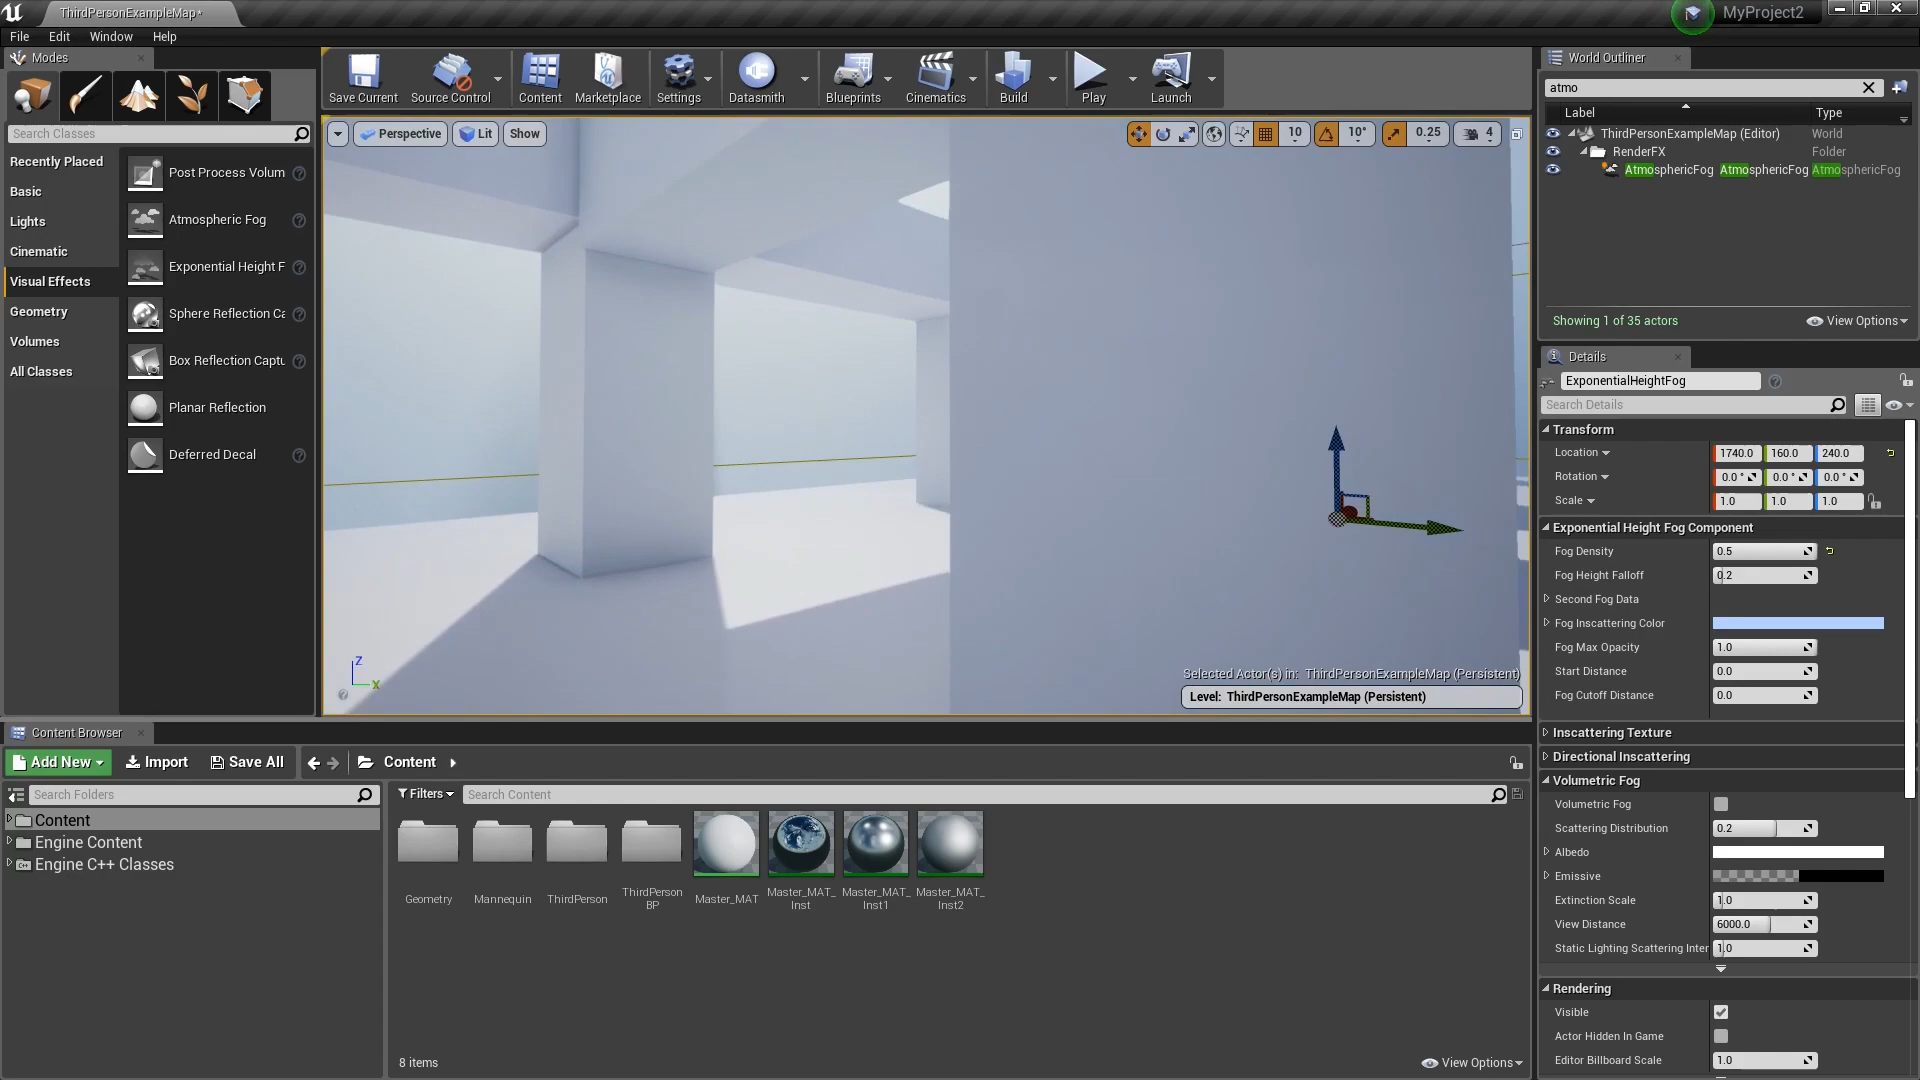 ThirdPersonExampleMap*
MyProject2
File
Edit
Window
Help
Modes
Search Classes
Recently Placed
Basic
Lights
Cinematic
Visual Effects
Geometry
Volumes
All Classes
Post Process Volum
Atmospheric Fog
Exponential Height F
Sphere Reflection Ca
Box Reflection Captu
Planar Reflection
Deferred Decal
Save Current
Source Control
Content
Marketplace
Settings
Datasmith
Blueprints
Cinematics
Build
Play
Launch
Perspective
Lit
Show
10
10°
0.25
4
Z
X
Selected Actor(s) in: ThirdPersonExampleMap (Persistent)
Level: ThirdPersonExampleMap (Persistent)
World Outliner
atmo
Label
Type
ThirdPersonExampleMap (Editor) World
RenderFX Folder
AtmosphericFog AtmosphericFog AtmosphericFog
Showing 1 of 35 actors
View Options
Details
ExponentialHeightFog
Search Details
Transform
Location 1740.0 160.0 240.0
Rotation 0.0 ° 0.0 ° 0.0 °
Scale 1.0 1.0 1.0
Exponential Height Fog Component
Fog Density 0.5
Fog Height Falloff 0.2
Second Fog Data
Fog Inscattering Color
Fog Max Opacity 1.0
Start Distance 0.0
Fog Cutoff Distance 0.0
Inscattering Texture
Directional Inscattering
Volumetric Fog
Volumetric Fog
Scattering Distribution 0.2
Albedo
Emissive
Extinction Scale 1.0
View Distance 6000.0
Static Lighting Scattering Inter 1.0
Rendering
Visible
Actor Hidden In Game
Editor Billboard Scale 1.0
Content Browser
Add New
Import
Save All
Content
Search Folders
Content
Engine Content
Engine C++ Classes
Filters
Search Content
Geometry
Mannequin
ThirdPerson
ThirdPerson
BP
Master_MAT
Master_MAT_
Inst
Master_MAT_
Inst1
Master_MAT_
Inst2
8 items
View Options